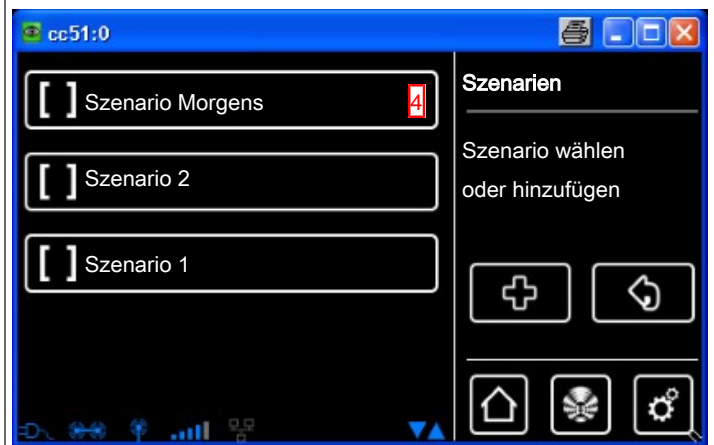 cc51:0
[ ] Szenario Morgens 4
[ ] Szenario 2
[ ] Szenario 1
Szenarien
Szenario wählen
oder hinzufügen